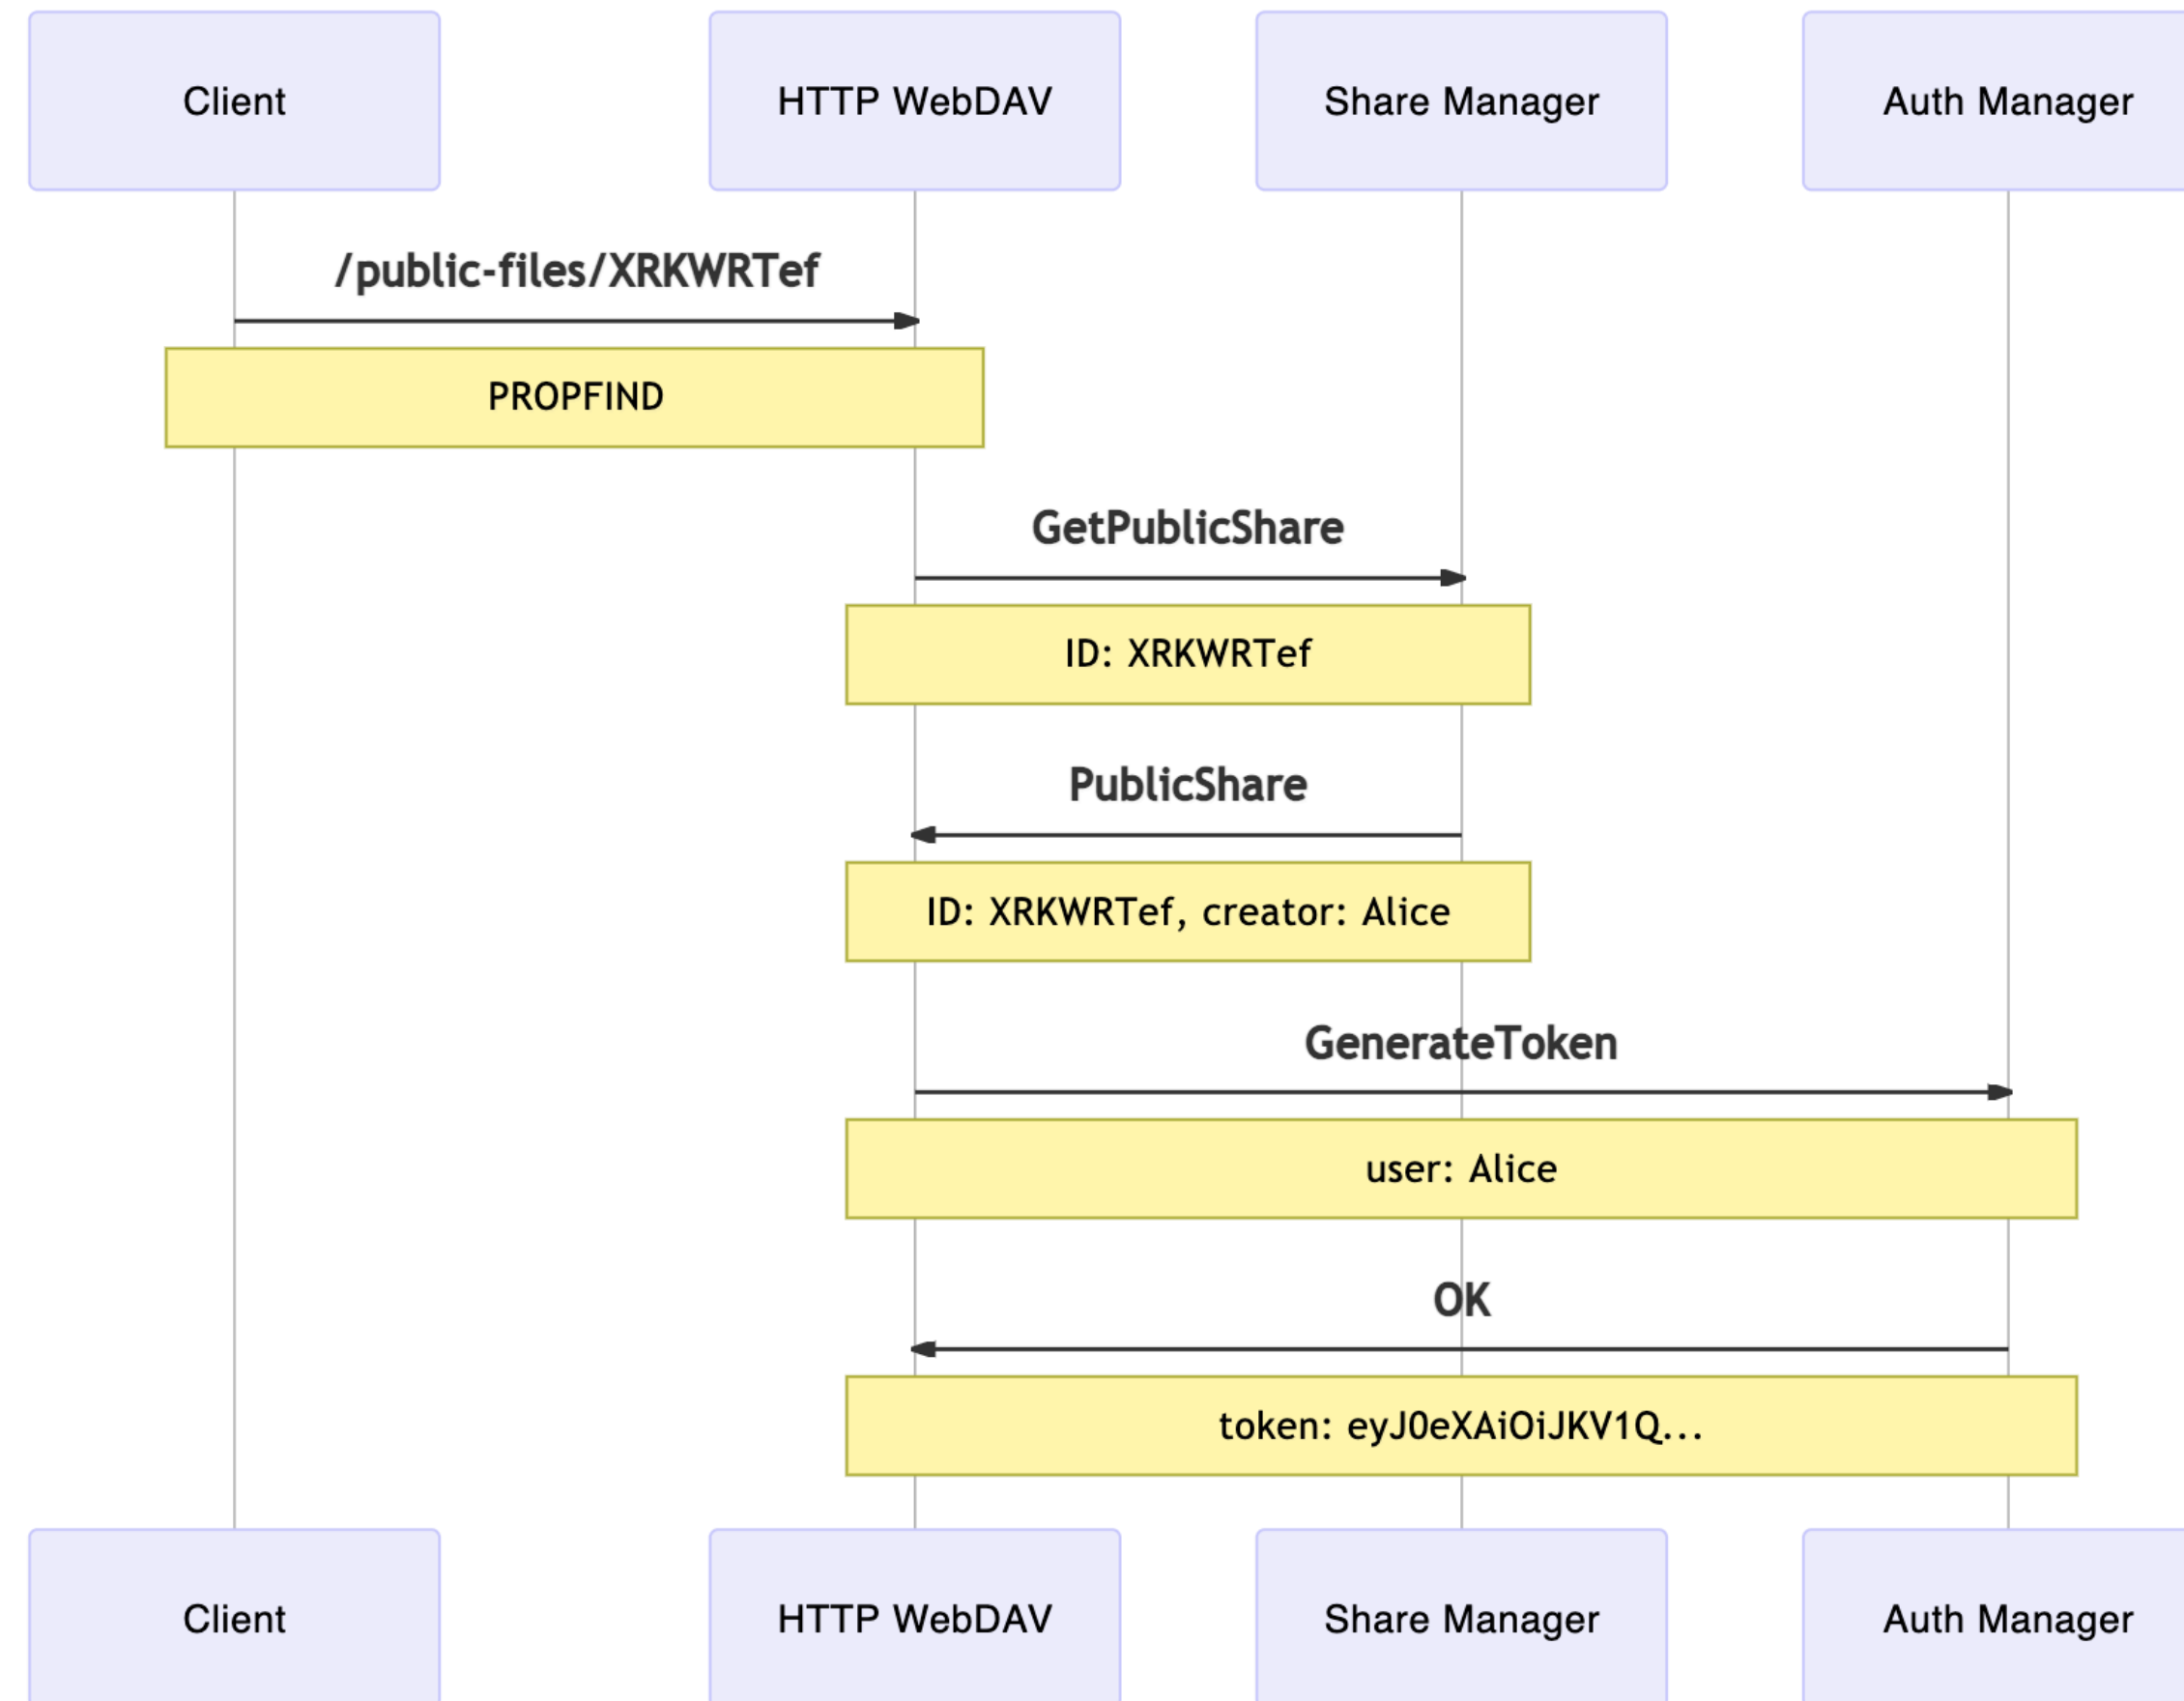 Client
HTTP WebDAV
Share Manager
Auth Manager
/public-files/XRKWRTef
PROPFIND
GetPublicShare
ID: XRKWRTef
PublicShare
ID: XRKWRTef, creator: Alice
GenerateToken
user: Alice
OK
token: eyJ0eXAiOiJKV1Q...
Client
HTTP WebDAV
Share Manager
Auth Manager